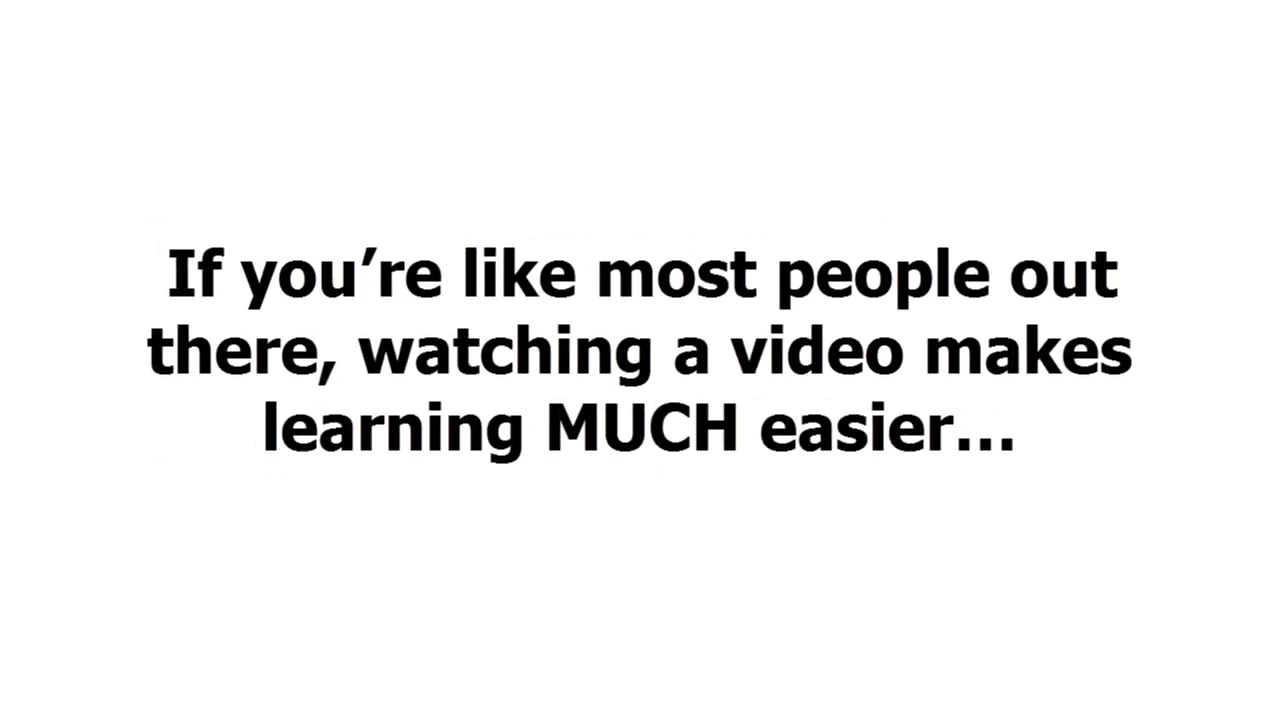 If you’re like most people out
there, watching a video makes
learning MUCH easier...